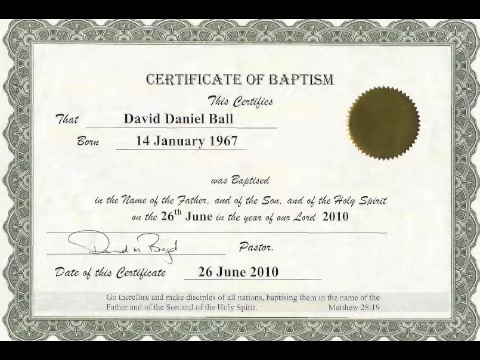 CERTIFICATE OF BAPTISM
This Certifies
That David Daniel Ball
Born 14 January 1967
was Baptised
in the Name of the Father, and of the Son, and of the Holy Spirit
on the 26th June in the year of our Lord 2010
Pastor.
Date of this Certificate 26 June 2010
Go therefore and make disciples of all nations, baptising them in the name of the
Father and of the Son and of the Holy Spirit. Matthew 28:19